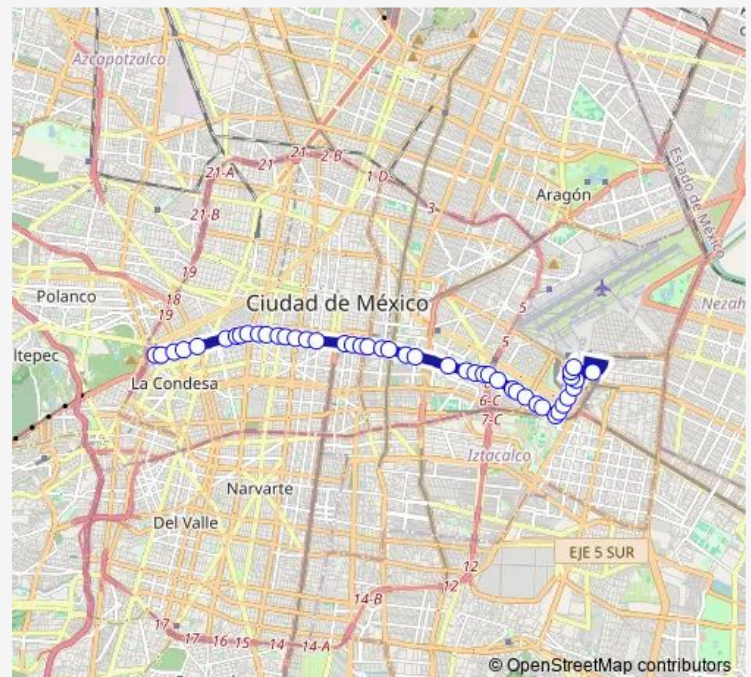 Azcapotzalco
21
21
2-B
21-A
1-D
21-B
3
Aragón
Estado de México
19
Polanco
18
19
Ciudad de México
5
Nezah
5
ltepec
La Condesa
6-C
7-C
Iztacalco
Narvarte
Del Valle
EJE 5 SUR
12
12
14-B
17
17
16
15
14
14-A
© OpenStreetMap contributors